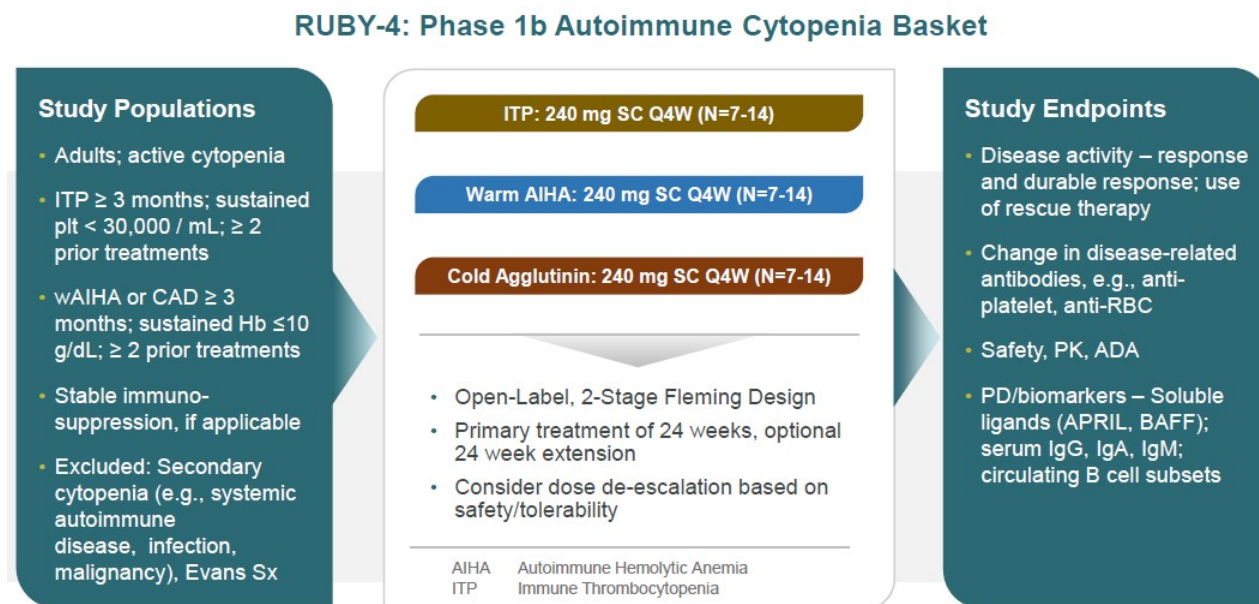 RUBY-4: Phase 1b Autoimmune Cytopenia Basket
Study Populations
• Adults; active cytopenia
• ITP ≥ 3 months; sustained
plt < 30,000 / mL; ≥ 2
prior treatments
• wAIHA or CAD ≥ 3
months; sustained Hb ≤10
g/dL; ≥ 2 prior treatments
• Stable immuno-
suppression, if applicable
• Excluded: Secondary
cytopenia (e.g., systemic
autoimmune
disease, infection,
malignancy), Evans Sx
ITP: 240 mg SC Q4W (N=7-14)
Warm AIHA: 240 mg SC Q4W (N=7-14)
Cold Agglutinin: 240 mg SC Q4W (N=7-14)
• Open-Label, 2-Stage Fleming Design
• Primary treatment of 24 weeks, optional
24 week extension
• Consider dose de-escalation based on
safety/tolerability
AIHA Autoimmune Hemolytic Anemia
ITP Immune Thrombocytopenia
Study Endpoints
• Disease activity – response
and durable response; use
of rescue therapy
• Change in disease-related
antibodies, e.g., anti-
platelet, anti-RBC
• Safety, PK, ADA
• PD/biomarkers – Soluble
ligands (APRIL, BAFF);
serum IgG, IgA, IgM;
circulating B cell subsets